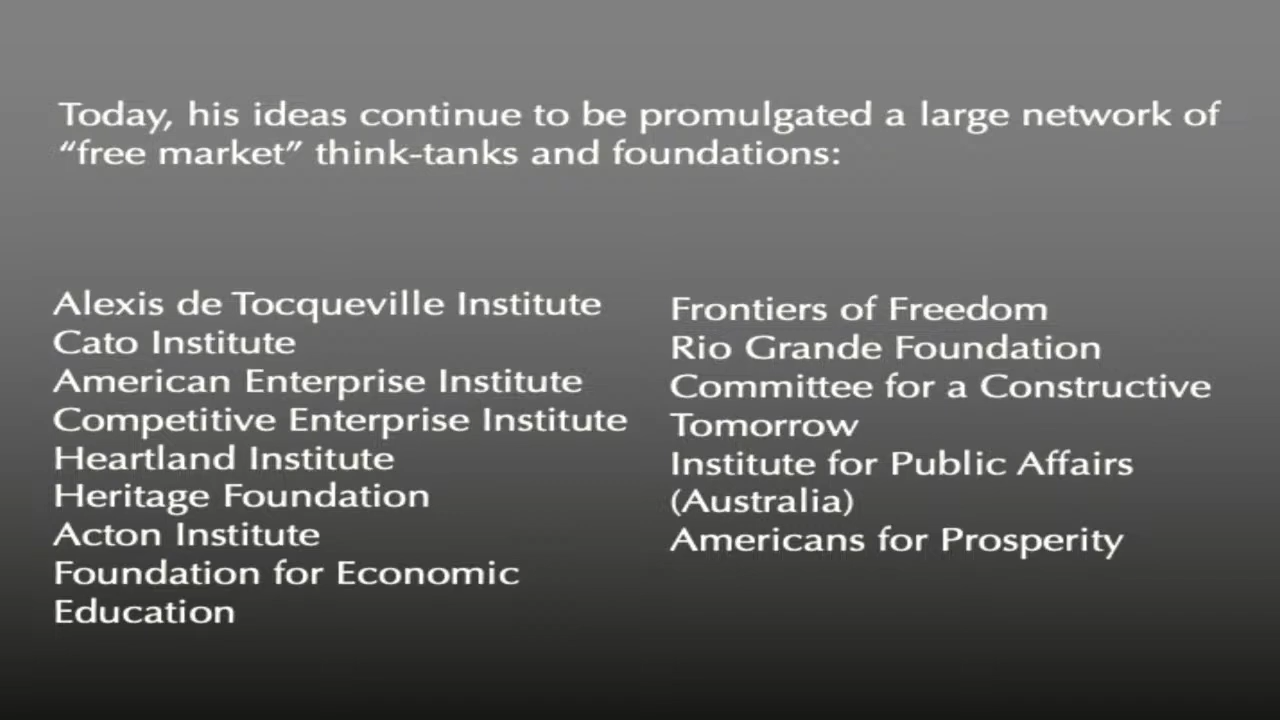 Today, his ideas continue to be promulgated a large network of
“free market” think-tanks and foundations:
Alexis de Tocqueville Institute
Cato Institute
American Enterprise Institute
Competitive Enterprise Institute
Heartland Institute
Heritage Foundation
Acton Institute
Foundation for Economic
Education
Frontiers of Freedom
Rio Grande Foundation
Committee for a Constructive
Tomorrow
Institute for Public Affairs
(Australia)
Americans for Prosperity